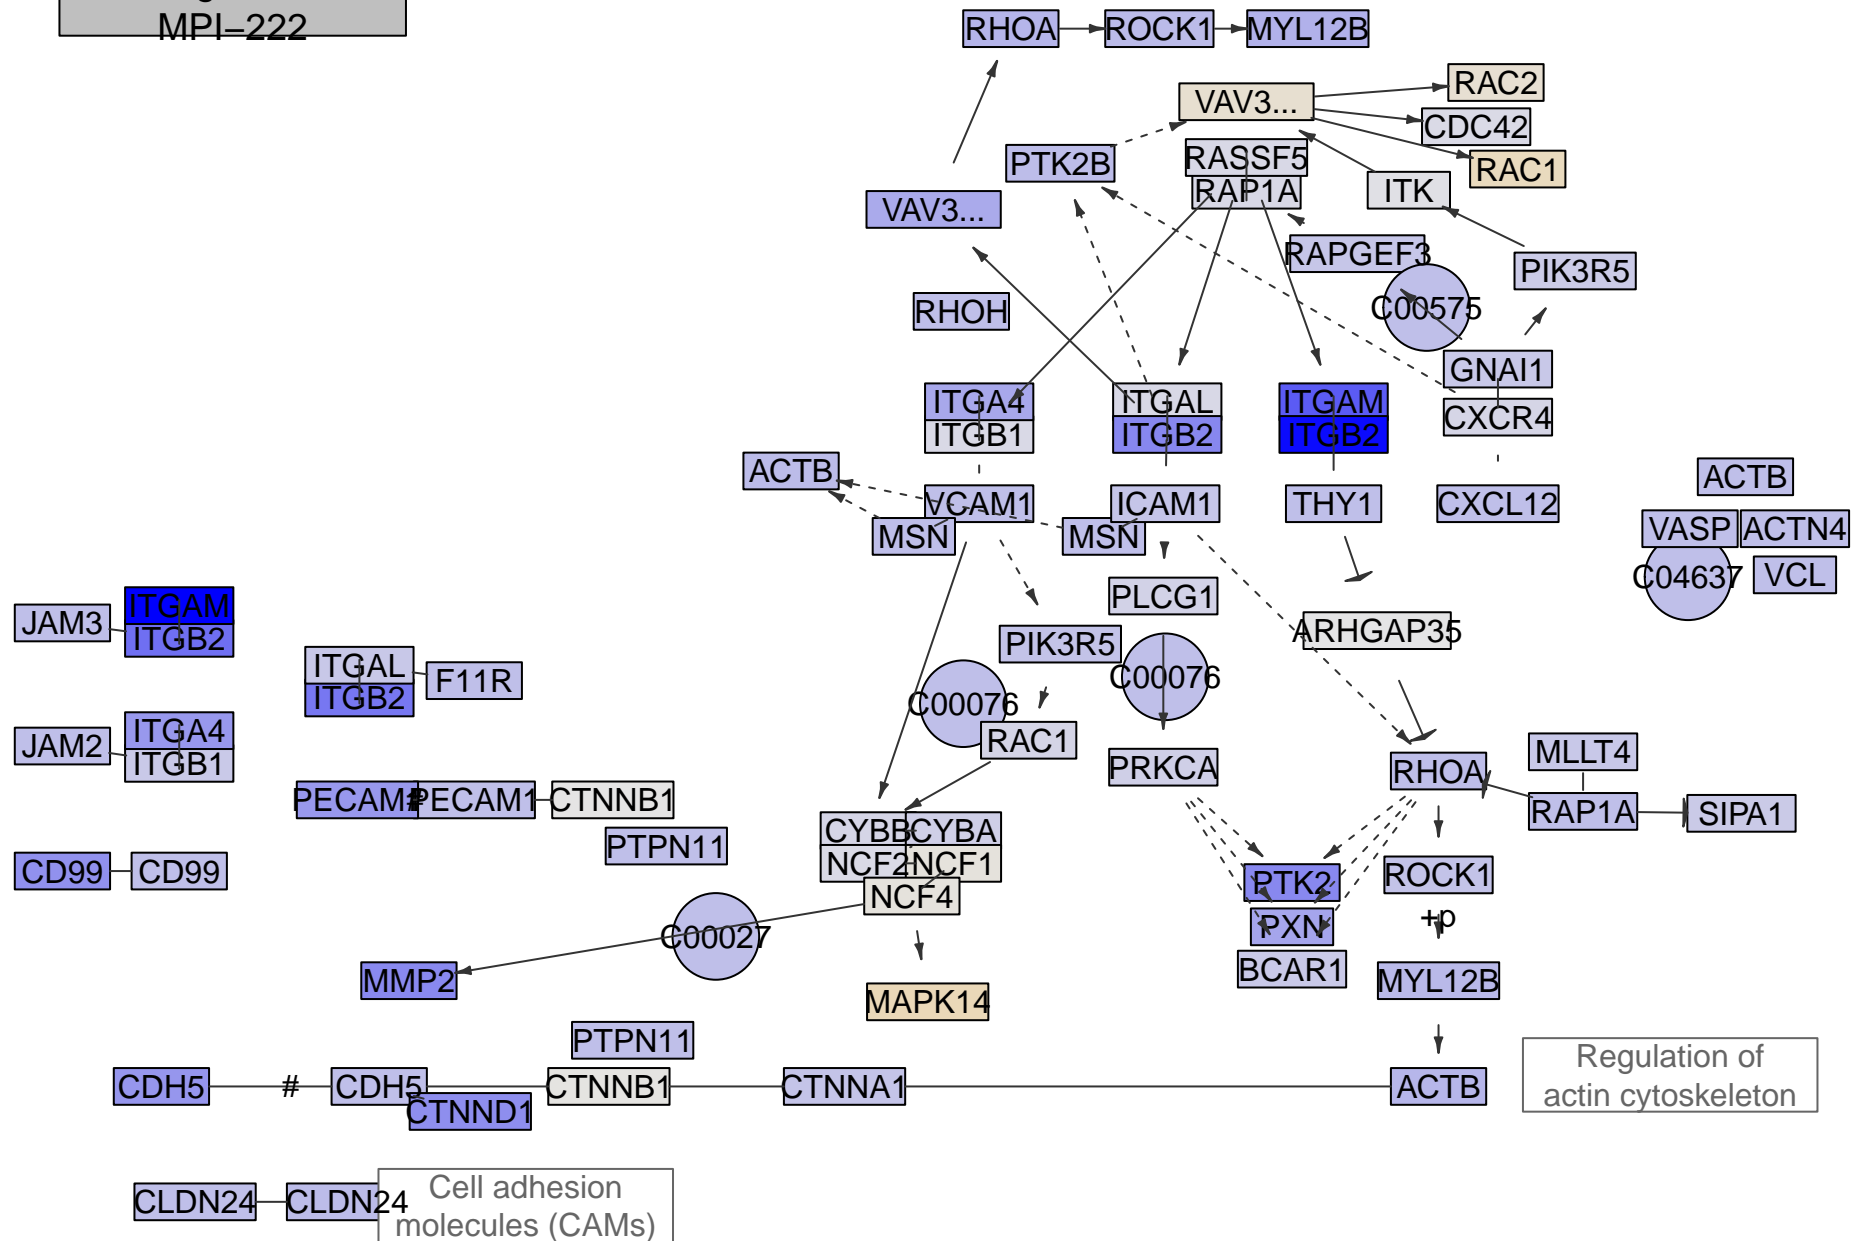 MPI−222
RHOA
ROCK1
MYL12B
RAC2
VAV3...
CDC42
RASSF5
PTK2B
RAC1
RAP1A
ITK
VAV3...
RAPGEF3
PIK3R5
RHOH
C00575
GNAI1
ITGA4
ITGAL
ITGAM
CXCR4
ITGB1
ITGB2
ITGB2
ACTB
ACTB
VCAM1
ICAM1
THY1
CXCL12
MSN
MSN
VASP
ACTN4
C04637
VCL
PLCG1
ITGAM
JAM3
ITGB2
ARHGAP35
PIK3R5
ITGAL
F11R
C00076
ITGB2
C00076
ITGA4
JAM2
RAC1
MLLT4
ITGB1
PRKCA
RHOA
PECAM1
#
PECAM1
CTNNB1
RAP1A
SIPA1
CYBB
CYBA
PTPN11
NCF2
NCF1
CD99
CD99
PTK2
ROCK1
NCF4
+p
PXN
C00027
BCAR1
MMP2
MYL12B
MAPK14
PTPN11
Regulation of
actin cytoskeleton
CDH5
#
CDH5
CTNNB1
CTNNA1
ACTB
CTNND1
CLDN24
CLDN24
Cell adhesion
molecules (CAMs)